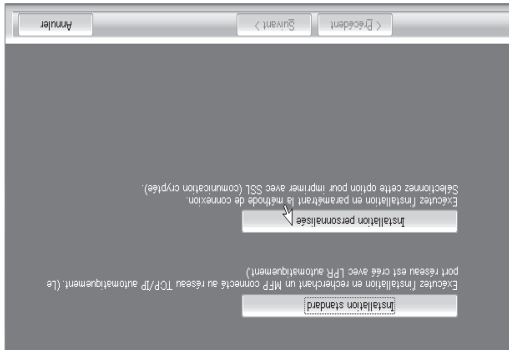 Installation standard
Exécutez l'installation en recherchant un MFP connecté au réseau TCP/IP automatiquement. (Le
port réseau est créé avec LPR automatiquement.)
Installation personnalisée
Exécutez l'installation en paramétrant la méthode de connexion.
Sélectionnez cette option pour imprimer avec SSL (communication cryptée).
< Précédent
Suivant >
Annuler